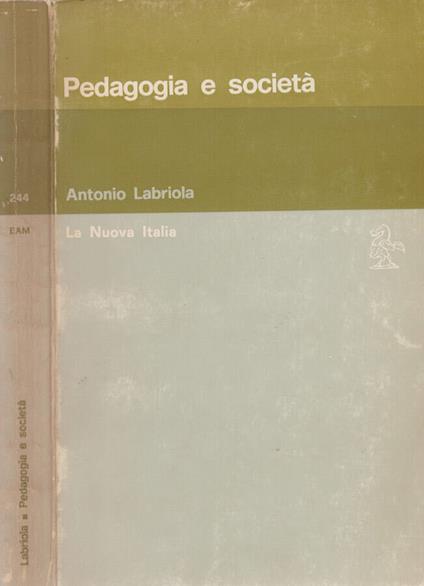 Pedagogia e società
Antonio Labriola
La Nuova Italia
244
EAM
Labriola ■ Pedagogia e società